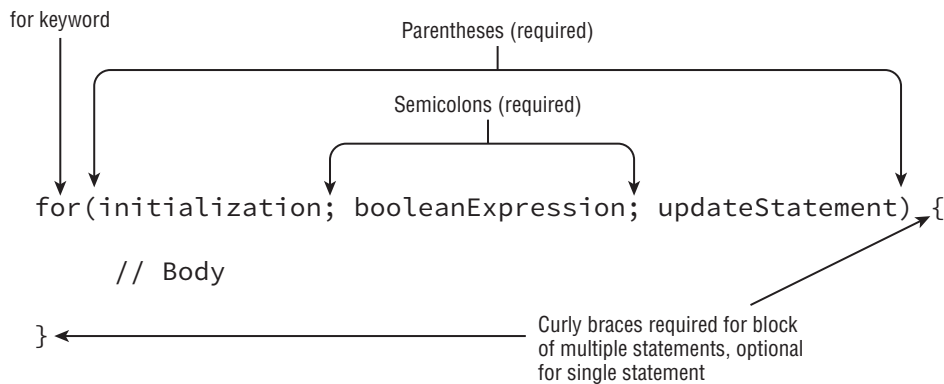 for keyword
Parentheses (required)
Semicolons (required)
for(initialization; booleanExpression; updateStatement) {
// Body
}
Curly braces required for block
of multiple statements, optional
for single statement